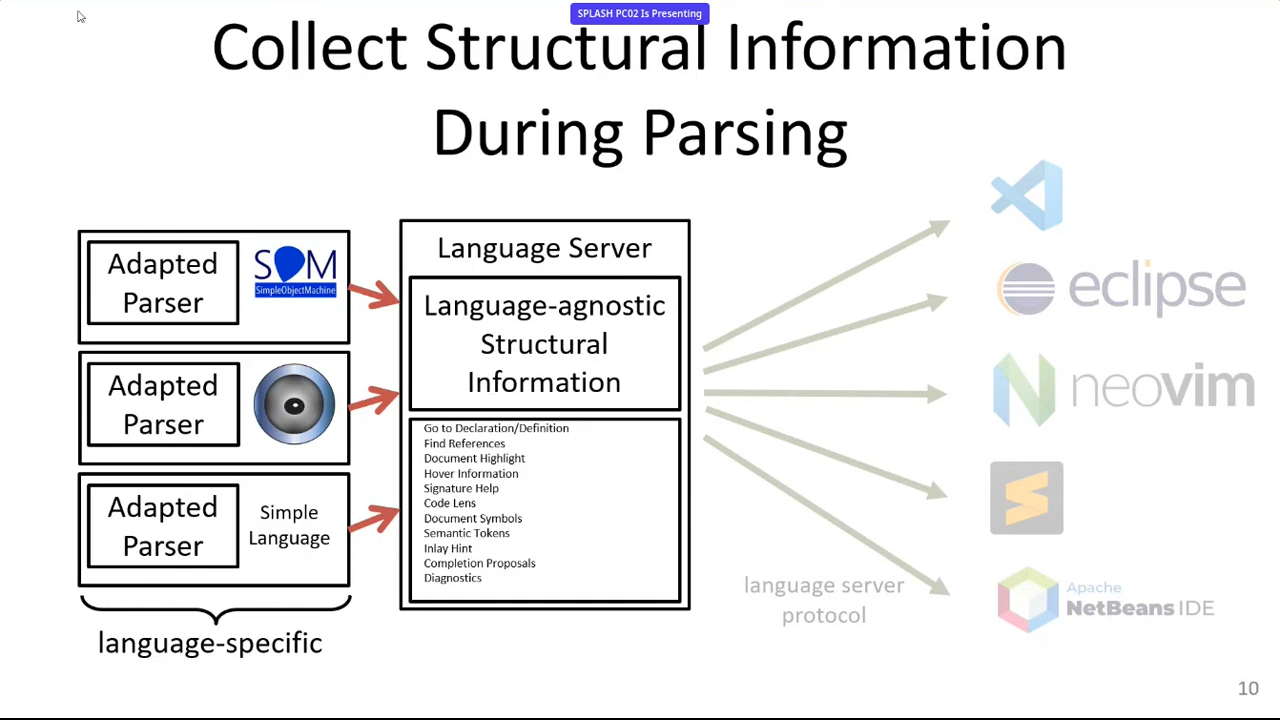 SPLASH PC02 Is Presenting
Collect Structural Information
During Parsing
Adapted
Parser
SOM
SimpleObjectMachine
Adapted
Parser
Adapted
Parser
Simple
Language
language-specific
Language Server
Language-agnostic
Structural
Information
Go to Declaration/Definition
Find References
Document Highlight
Hover Information
Signature Help
Code Lens
Document Symbols
Semantic Tokens
Inlay Hint
Completion Proposals
Diagnostics
language server
protocol
eclipse
neovim
Apache
NetBeans IDE
10